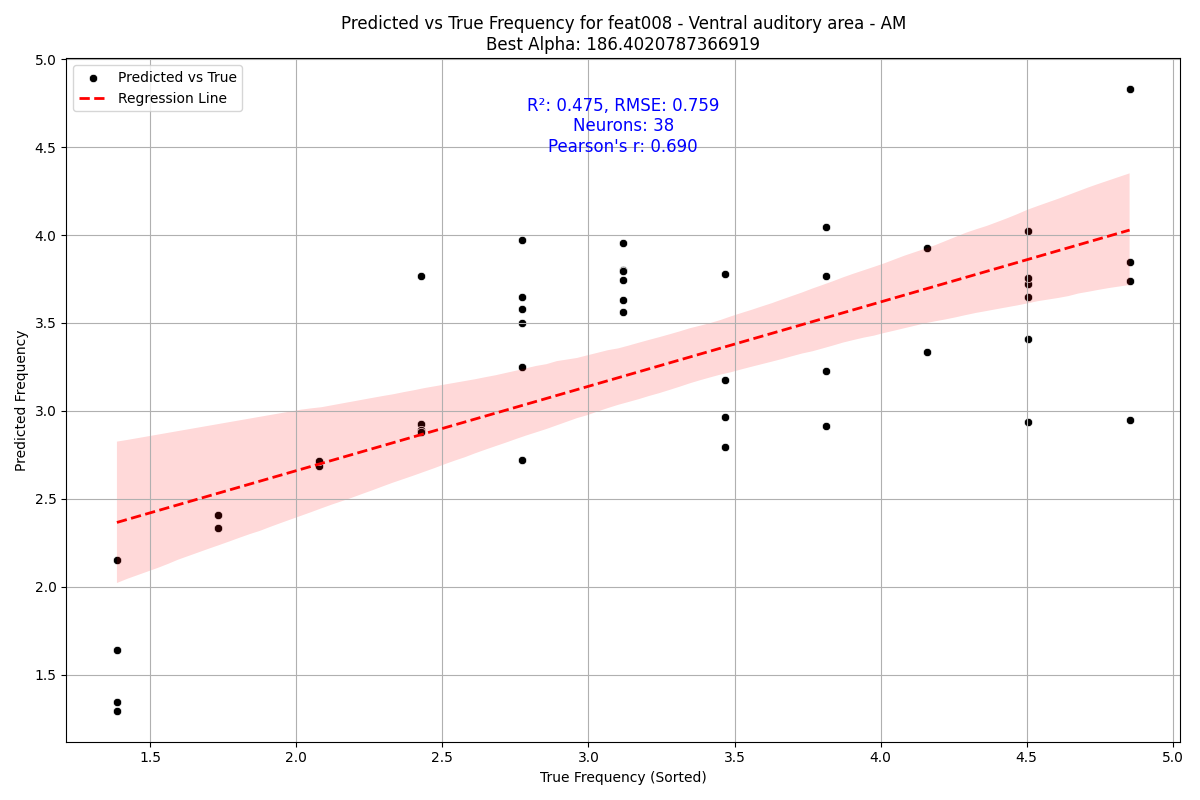 Predicted vs True Frequency for feat008 - Ventral auditory area - AM
Best Alpha: 186.4020787366919
Predicted vs True
Regression Line
R²: 0.475, RMSE: 0.759
Neurons: 38
Pearson's r: 0.690
Predicted Frequency
5.0
4.5
4.0
3.5
3.0
2.5
2.0
1.5
1.5 2.0 2.5 3.0 3.5 4.0 4.5 5.0
True Frequency (Sorted)